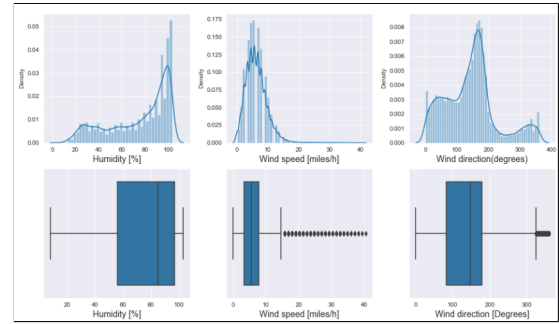 0.05
0.04
0.03
0.02
0.01
0.00
Density
0 20 40 60 80 100
Humidity [%]
0.175
0.150
0.125
0.100
0.075
0.050
0.025
0.000
Density
0 10 20 30 40
Wind speed [miles/h]
0.008
0.007
0.006
0.005
0.004
0.003
0.002
0.001
0.000
Density
0 100 200 300 400
Wind direction(degrees)
20 40 60 80 100
Humidity [%]
0 10 20 30 40
Wind speed [miles/h]
0 100 200 300
Wind direction [Degrees]